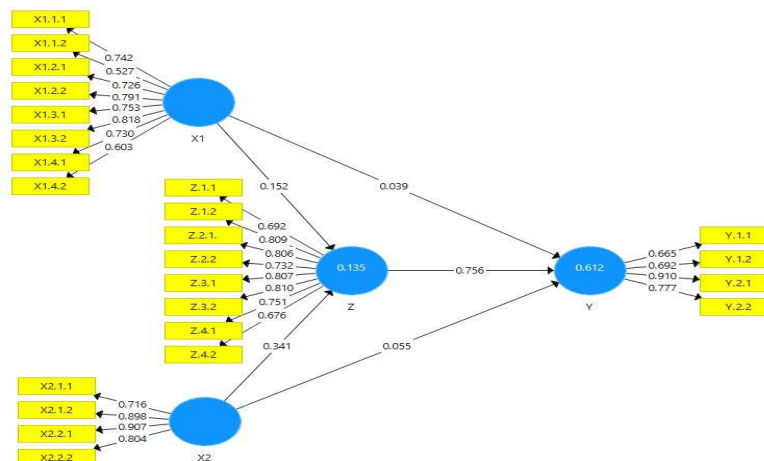 X1.1.1
X1.1.2
X1.2.1
X1.2.2
X1.3.1
X1.3.2
X1.4.1
X1.4.2
0.742
0.527
0.726
0.791
0.753
0.818
0.730
0.603
X1
0.152
0.039
Z.1.1
Z.1.2
Z.2.1.
Z.2.2
Z.3.1
Z.3.2
Z.4.1
Z.4.2
0.692
0.809
0.806
0.732
0.807
0.810
0.751
0.676
0.135
Z
0.756
0.612
Y
0.665
0.692
0.910
0.777
Y.1.1
Y.1.2
Y.2.1
Y.2.2
0.341
0.055
X2.1.1
X2.1.2
X2.2.1
X2.2.2
0.716
0.898
0.907
0.804
X2